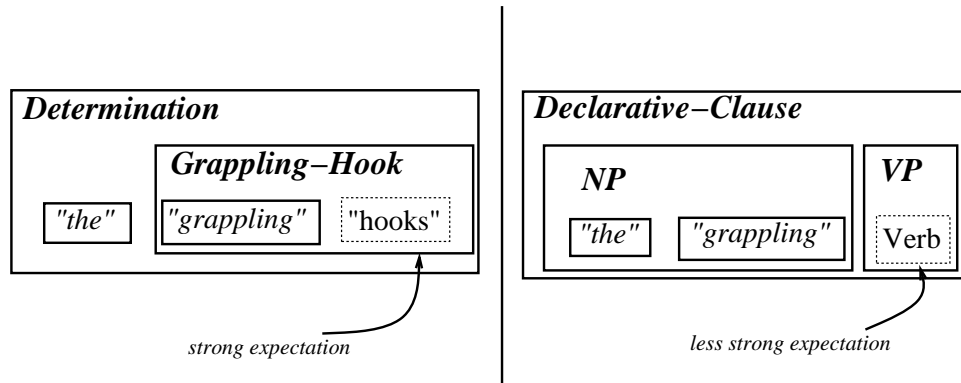 Determination
Grappling–Hook
"the"
"grappling"
"hooks"
strong expectation
Declarative–Clause
NP
VP
"the"
"grappling"
Verb
less strong expectation